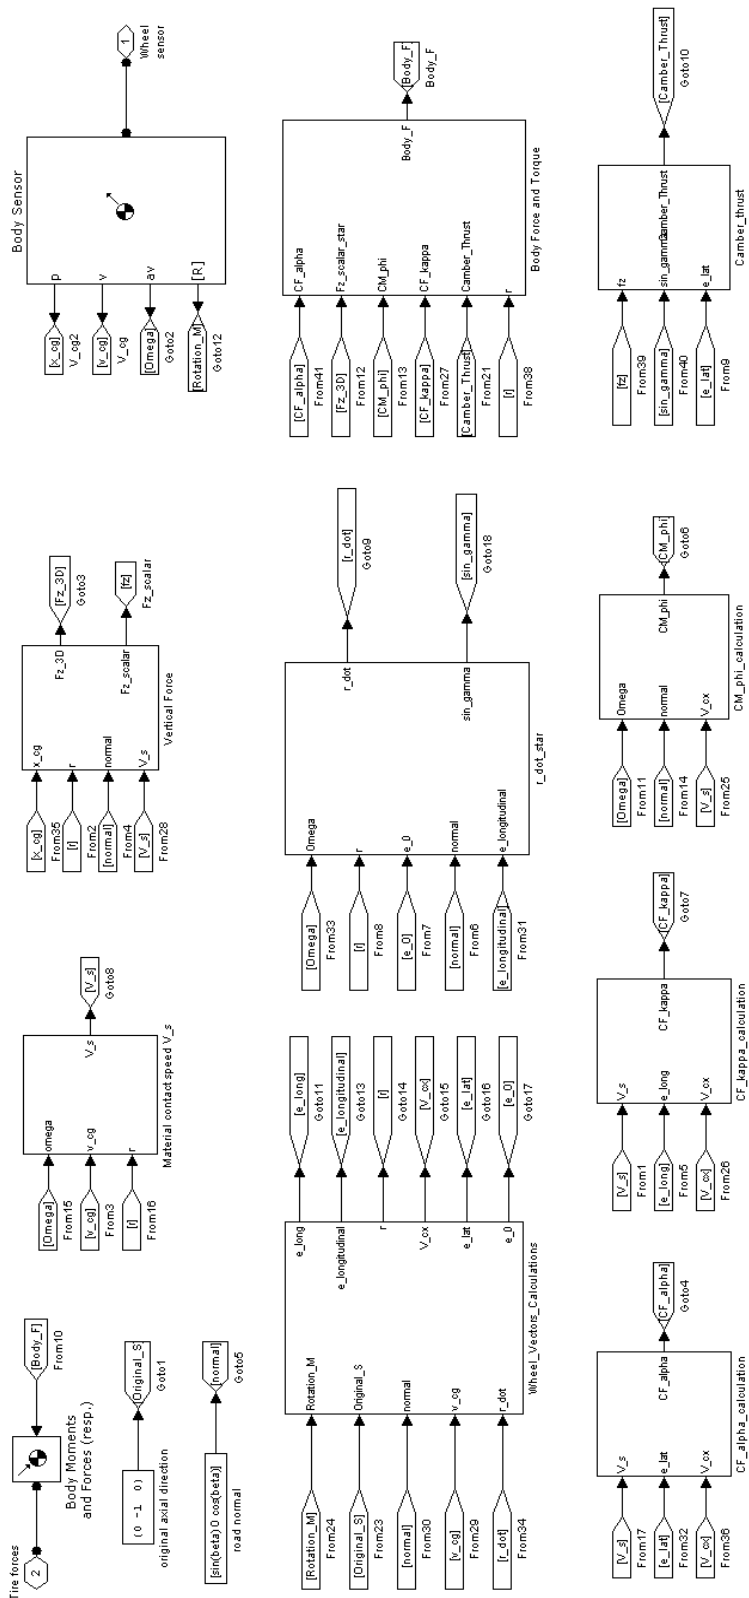 Tire forces
2
Body Moments
and Forces (resp.)
[Body_F]
From10
(0 -1 0)
original axial direction
[Original_S]
Goto1
[sin(beta) 0 cos(beta)]
road normal
[normal]
Goto5
[Omega]
From15
[v_cg]
From3
[r]
From16
omega
v_cg
r
V_s
Material contact speed V_s
[V_s]
Goto8
[x_cg]
From35
[r]
From2
[normal]
From4
[V_s]
From28
x_cg
r
normal
V_s
Fz_3D
Fz_scalar
Vertical Force
[Fz_3D]
Goto3
[fz]
Fz_scalar
Body Sensor
p
v
av
[R]
[x_cg]
V_cg2
[v_cg]
V_cg
[Omega]
Goto2
[Rotation_M]
Goto12
1
Wheel
sensor
[Rotation_M]
From24
[Original_S]
From23
[normal]
From30
[v_cg]
From29
[r_dot]
From34
Rotation_M
Original_S
normal
v_cg
r_dot
e_long
e_longitudinal
r
V_cx
e_lat
e_0
Wheel_Vectors_Calculations
[e_long]
Goto11
[e_longitudinal]
Goto13
[r]
Goto14
[V_cx]
Goto15
[e_lat]
Goto16
[e_0]
Goto17
[Omega]
From33
[r]
From8
[e_0]
From7
[normal]
From6
[e_longitudinal]
From31
Omega
r
e_0
normal
e_longitudinal
r_dot
sin_gamma
r_dot_star
[r_dot]
Goto9
[sin_gamma]
Goto18
[CF_alpha]
From41
[Fz_3D]
From12
[CM_phi]
From13
[CF_kappa]
From27
[Camber_Thrust]
From21
[r]
From38
CF_alpha
Fz_scalar_star
CM_phi
CF_kappa
Camber_Thrust
r
Body_F
Body Force and Torque
[Body_F]
Body_F
[V_s]
From17
[e_lat]
From32
[V_cx]
From36
V_s
e_lat
V_cx
CF_alpha
CF_alpha_calculation
[CF_alpha]
Goto4
[V_s]
From1
[e_long]
From5
[V_cx]
From26
V_s
e_long
V_cx
CF_kappa
CF_kappa_calculation
[CF_kappa]
Goto7
[Omega]
From11
[normal]
From14
[V_s]
From25
Omega
normal
V_cx
CM_phi
CM_phi_calculation
[CM_phi]
Goto6
[fz]
From39
[sin_gamma]
From40
[e_lat]
From9
fz
sin_gamma
e_lat
Camber_Thrust
Camber_thrust
[Camber_Thrust]
Goto10